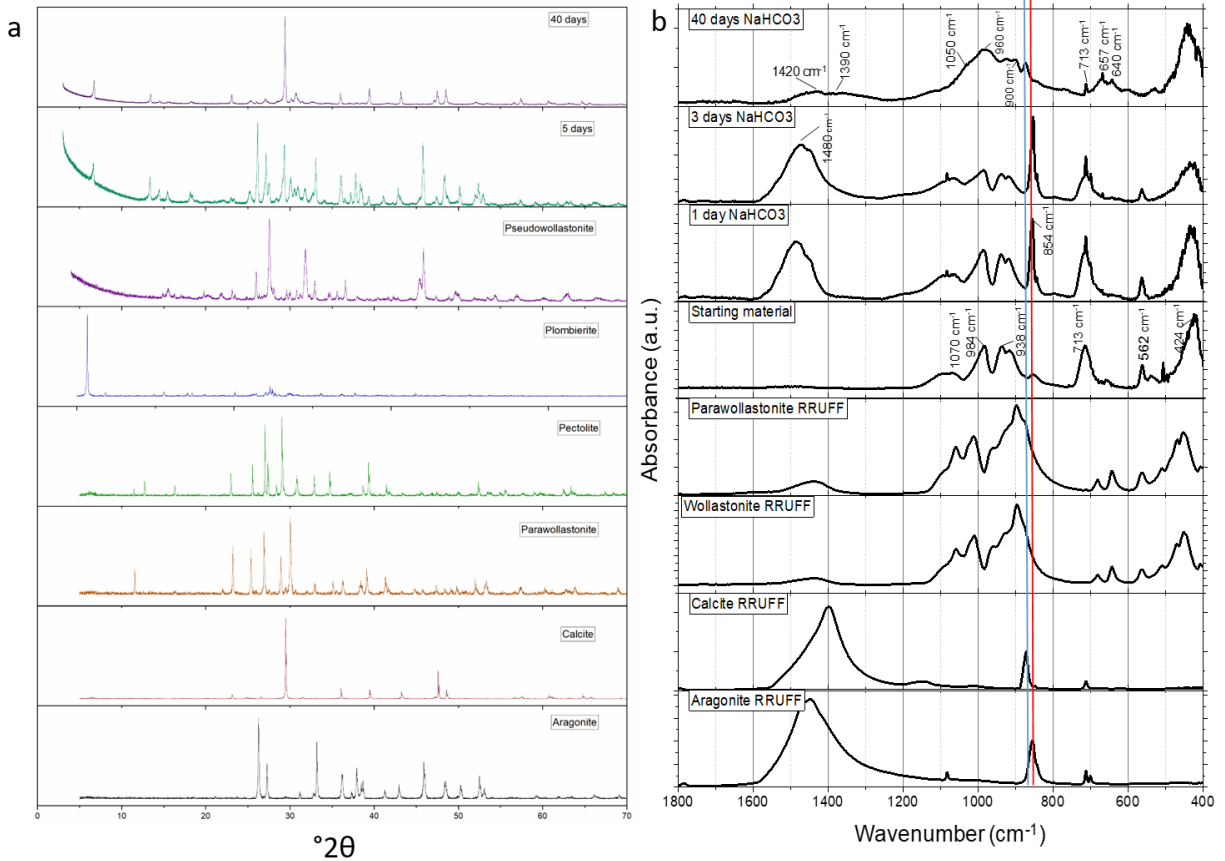 a
40 days
5 days
Pseudowollastonite
Plombierite
Pectolite
Parawollastonite
Calcite
Aragonite
0 10 20 30 40 50 60 70
°2θ
b
40 days NaHCO3
1420 cm-1
1390 cm-1
1050 cm-1
960 cm-1
900 cm-1
713 cm-1
657 cm-1
640 cm-1
3 days NaHCO3
1480 cm-1
1 day NaHCO3
854 cm-1
Starting material
1070 cm-1
984 cm-1
938 cm-1
713 cm-1
562 cm-1
424 cm-1
Parawollastonite RRUFF
Wollastonite RRUFF
Calcite RRUFF
Aragonite RRUFF
Absorbance (a.u.)
1800 1600 1400 1200 1000 800 600 400
Wavenumber (cm-1)